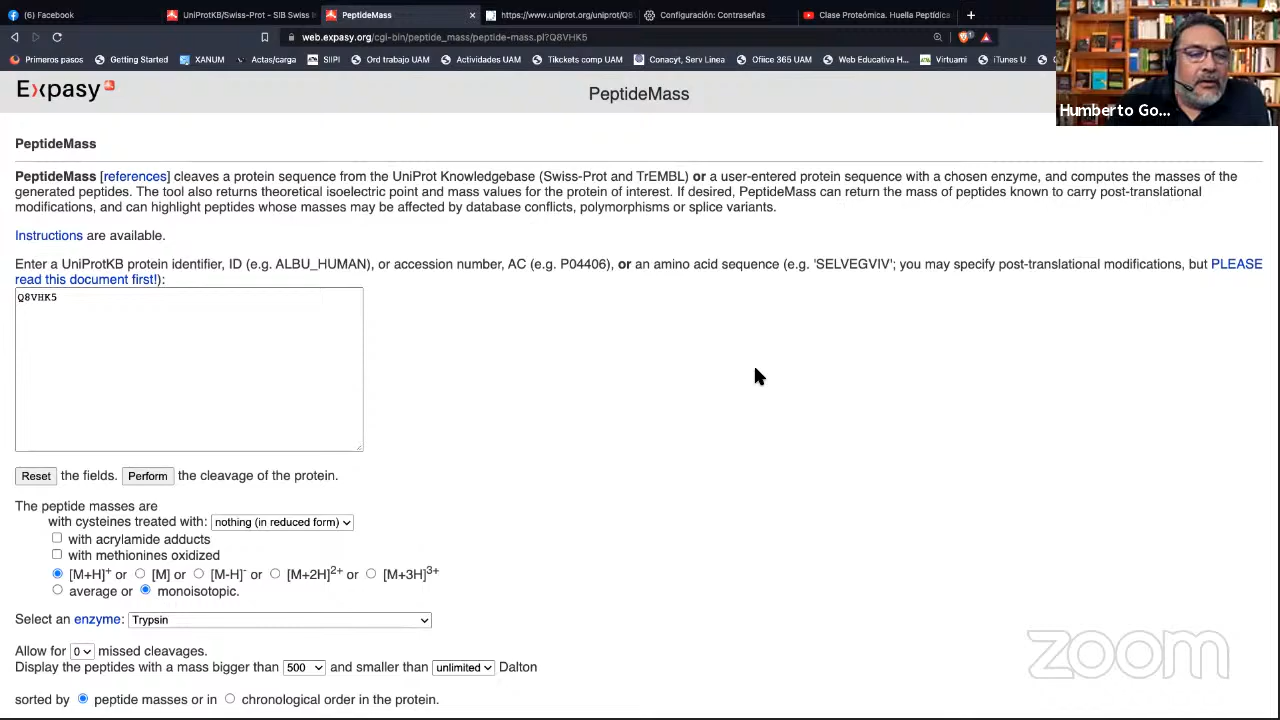 (6) Facebook
UniProtKB/Swiss-Prot - SIB Swiss I
PeptideMass
https://www.uniprot.org/uniprot/Q8
Configuración: Contraseñas
Clase Proteómica. Huella Peptídica
web.expasy.org/cgi-bin/peptide_mass/peptide-mass.pl?Q8VHK5
Primeros pasos
Getting Started
XANUM
Actas/carga
SIIPI
Ord trabajo UAM
Actividades UAM
Tikckets comp UAM
Conacyt, Serv Linea
Ofiice 365 UAM
Web Educativa H...
Virtuami
iTunes U
Humberto Go...
Expasy
PeptideMass
PeptideMass
PeptideMass [references] cleaves a protein sequence from the UniProt Knowledgebase (Swiss-Prot and TrEMBL) or a user-entered protein sequence with a chosen enzyme, and computes the masses of the
generated peptides. The tool also returns theoretical isoelectric point and mass values for the protein of interest. If desired, PeptideMass can return the mass of peptides known to carry post-translational
modifications, and can highlight peptides whose masses may be affected by database conflicts, polymorphisms or splice variants.
Instructions are available.
Enter a UniProtKB protein identifier, ID (e.g. ALBU_HUMAN), or accession number, AC (e.g. P04406), or an amino acid sequence (e.g. 'SELVEGVIV'; you may specify post-translational modifications, but PLEASE
read this document first!):
Q8VHK5
Reset the fields. Perform the cleavage of the protein.
The peptide masses are
with cysteines treated with: nothing (in reduced form)
with acrylamide adducts
with methionines oxidized
[M+H]+ or [M] or [M-H]- or [M+2H]2+ or [M+3H]3+
average or monoisotopic.
Select an enzyme: Trypsin
Allow for 0 missed cleavages.
Display the peptides with a mass bigger than 500 and smaller than unlimited Dalton
sorted by peptide masses or in chronological order in the protein.
zoom